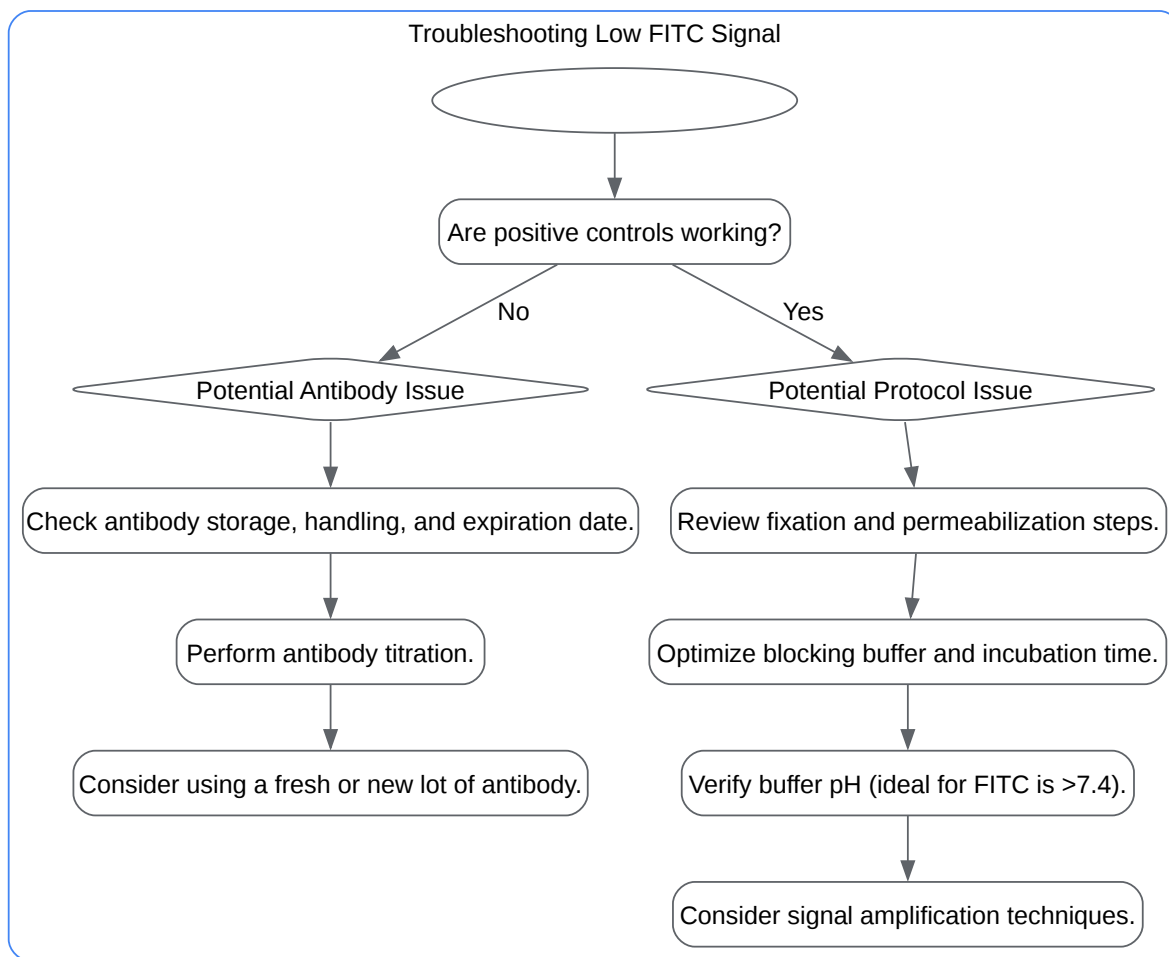 Troubleshooting Low FITC Signal
Are positive controls working?
No
Yes
Potential Antibody Issue
Potential Protocol Issue
Check antibody storage, handling, and expiration date.
Review fixation and permeabilization steps.
Perform antibody titration.
Optimize blocking buffer and incubation time.
Consider using a fresh or new lot of antibody.
Verify buffer pH (ideal for FITC is >7.4).
Consider signal amplification techniques.